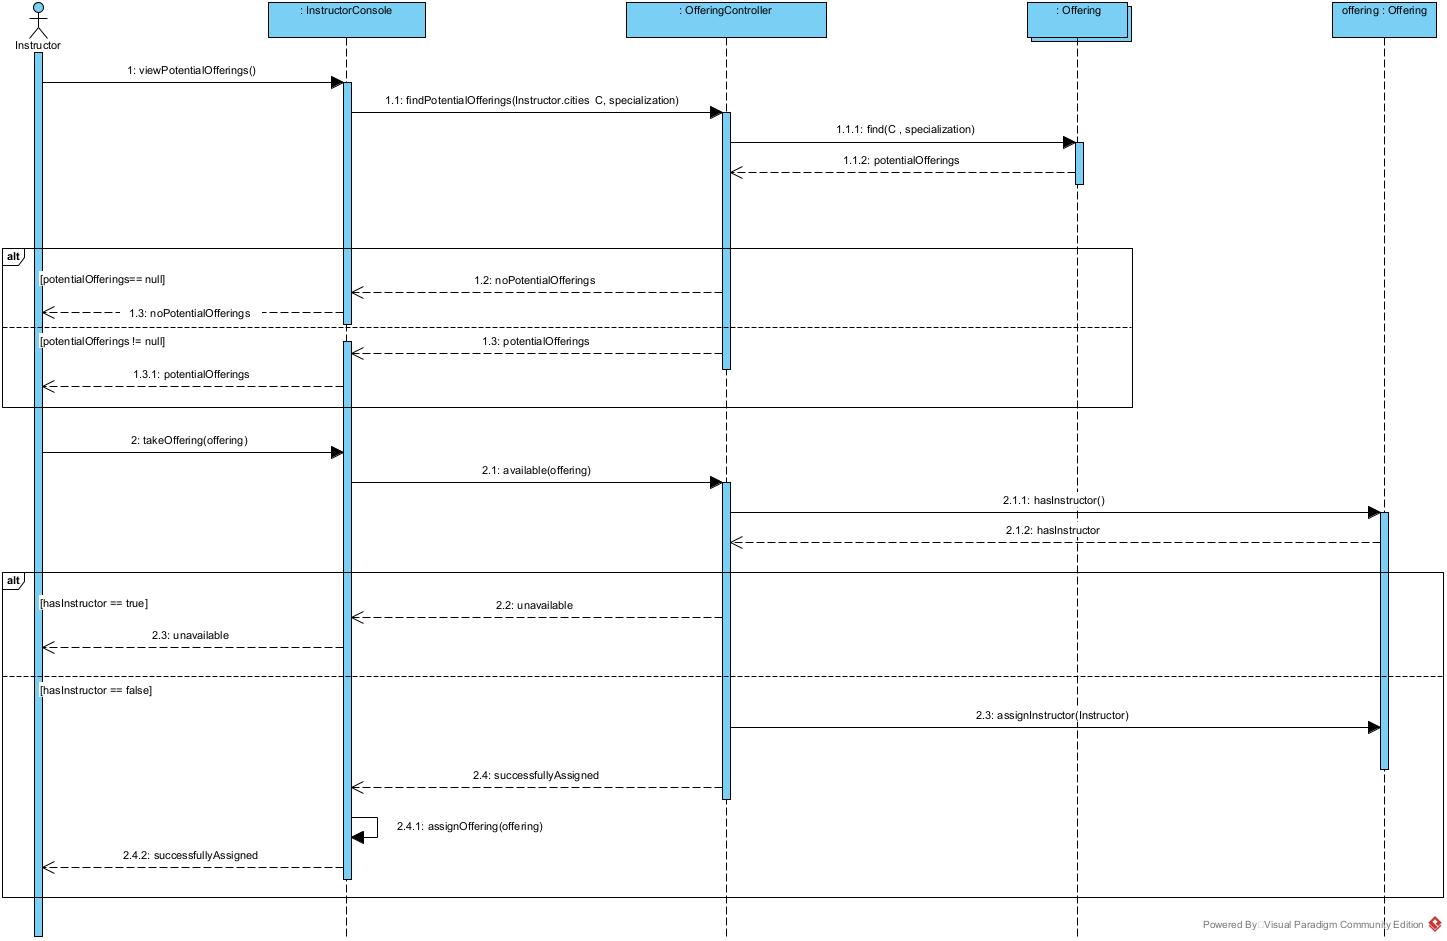 : InstructorConsole
: OfferingController
: Offering
offering : Offering
Instructor
1: viewPotentialOfferings()
1.1: findPotentialOfferings(Instructor.cities C, specialization)
1.1.1: find(C , specialization)
1.1.2: potentialOfferings
alt
[potentialOfferings== null]
1.2: noPotentialOfferings
1.3: noPotentialOfferings
[potentialOfferings != null]
1.3: potentialOfferings
1.3.1: potentialOfferings
2: takeOffering(offering)
2.1: available(offering)
2.1.1: hasInstructor()
2.1.2: hasInstructor
alt
[hasInstructor == true]
2.2: unavailable
2.3: unavailable
[hasInstructor == false]
2.3: assignInstructor(Instructor)
2.4: successfullyAssigned
2.4.1: assignOffering(offering)
2.4.2: successfullyAssigned
Powered By Visual Paradigm Community Edition